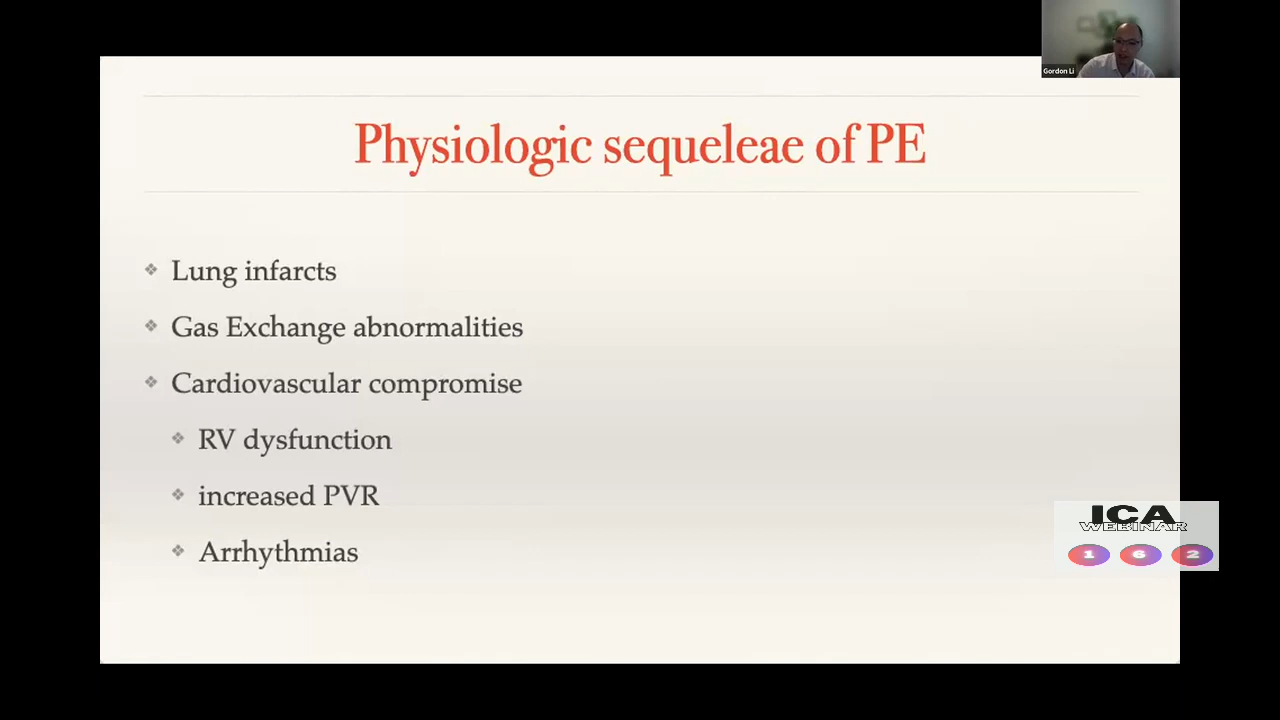 Gordon Li
Physiologic sequeleae of PE
Lung infarcts
Gas Exchange abnormalities
Cardiovascular compromise
RV dysfunction
increased PVR
Arrhythmias
ICA
WEBINAR
1 6 2